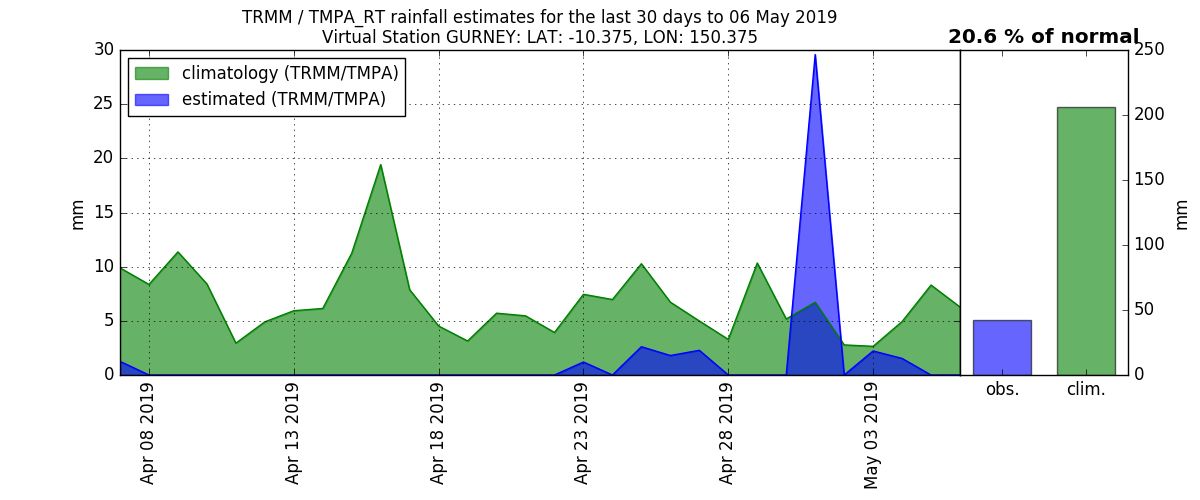 TRMM / TMPA_RT rainfall estimates for the last 30 days to 06 May 2019
Virtual Station GURNEY: LAT: -10.375, LON: 150.375
20.6 % of normal
climatology (TRMM/TMPA)
estimated (TRMM/TMPA)
mm
30
25
20
15
10
5
0
Apr 08 2019
Apr 13 2019
Apr 18 2019
Apr 23 2019
Apr 28 2019
May 03 2019
obs.
clim.
250
200
150
100
50
0
mm